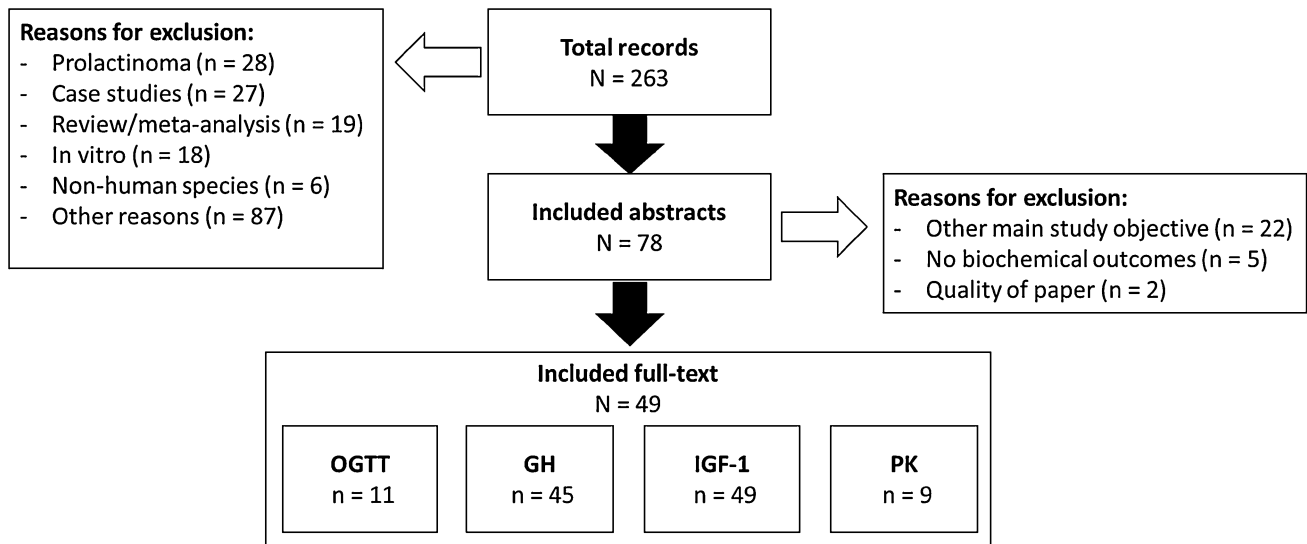 Reasons for exclusion:
- Prolactinoma (n = 28)
- Case studies (n = 27)
- Review/meta-analysis (n = 19)
- In vitro (n = 18)
- Non-human species (n = 6)
- Other reasons (n = 87)
Total records
N = 263
Included abstracts
N = 78
Reasons for exclusion:
- Other main study objective (n = 22)
- No biochemical outcomes (n = 5)
- Quality of paper (n = 2)
Included full-text
N = 49
OGTT
n = 11
GH
n = 45
IGF-1
n = 49
PK
n = 9